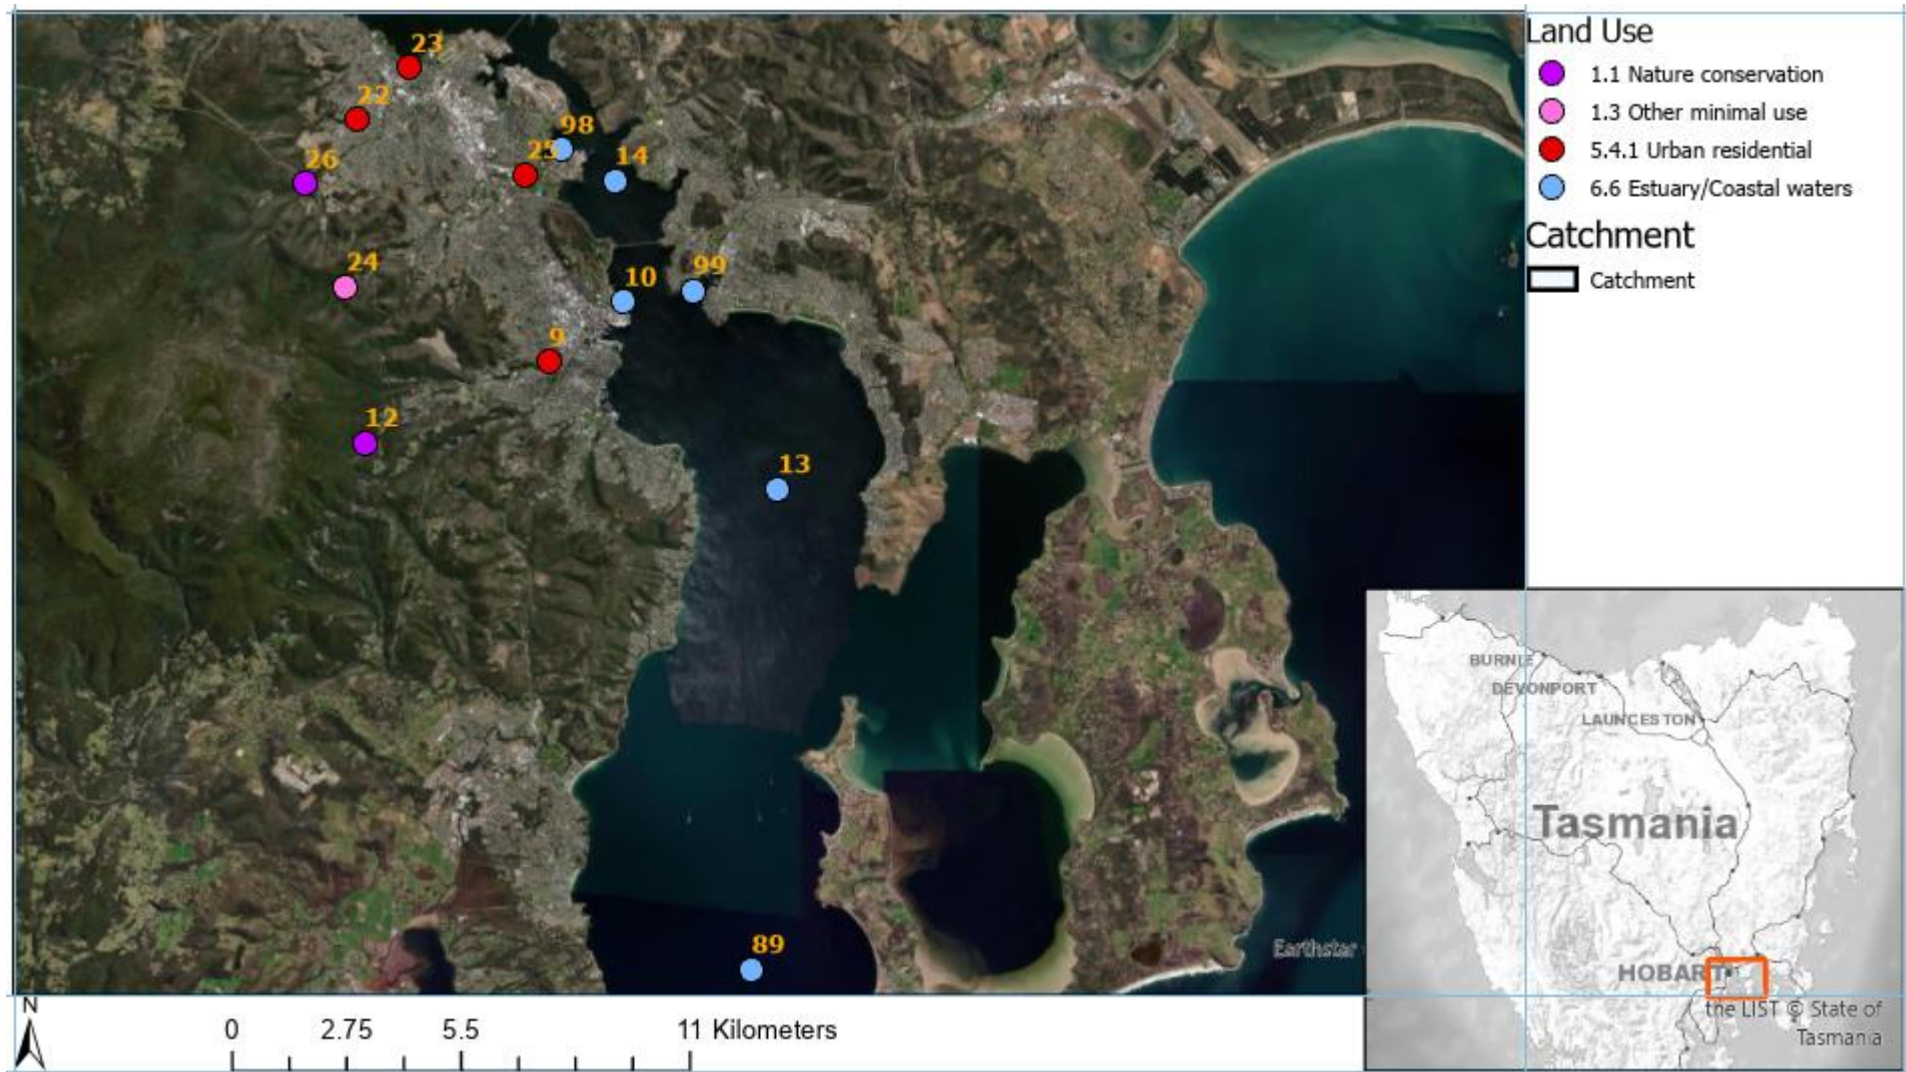 23
22
98
25
14
26
24
99
10
9
12
13
89
Earthstar
Land Use
1.1 Nature conservation
1.3 Other minimal use
5.4.1 Urban residential
6.6 Estuary/Coastal waters
Catchment
Catchment
BURNIE
DEVONPORT
LAUNCESTON
Tasmania
HOBART
the LIST © State of
Tasmania
N
0 2.75 5.5 11 Kilometers